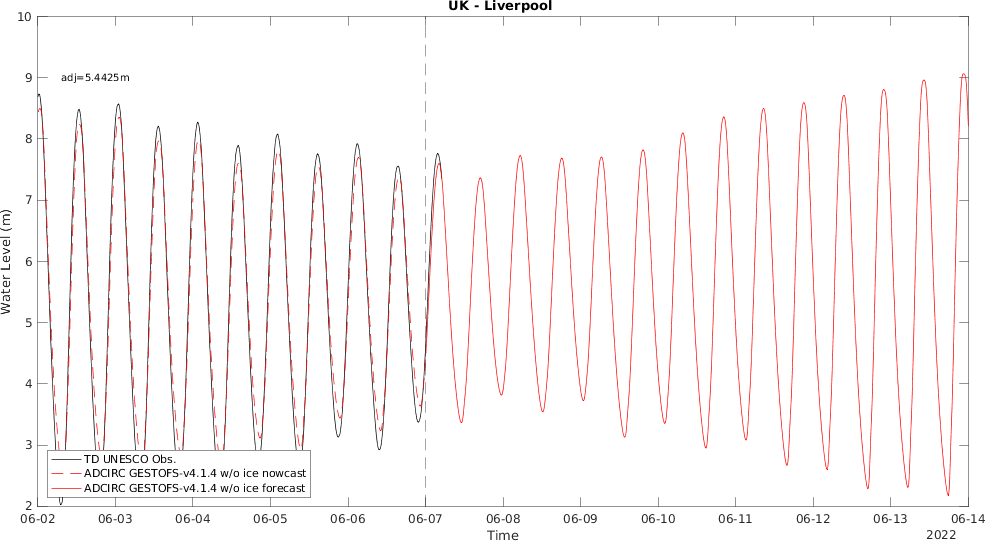 UK - Liverpool
10
9
8
7
6
5
4
3
2
adj=5.4425m
Water Level (m)
TD UNESCO Obs.
ADCIRC GESTOFS-v4.1.4 w/o ice nowcast
ADCIRC GESTOFS-v4.1.4 w/o ice forecast
06-02 06-03 06-04 06-05 06-06 06-07 06-08 06-09 06-10 06-11 06-12 06-13 06-14
Time
2022